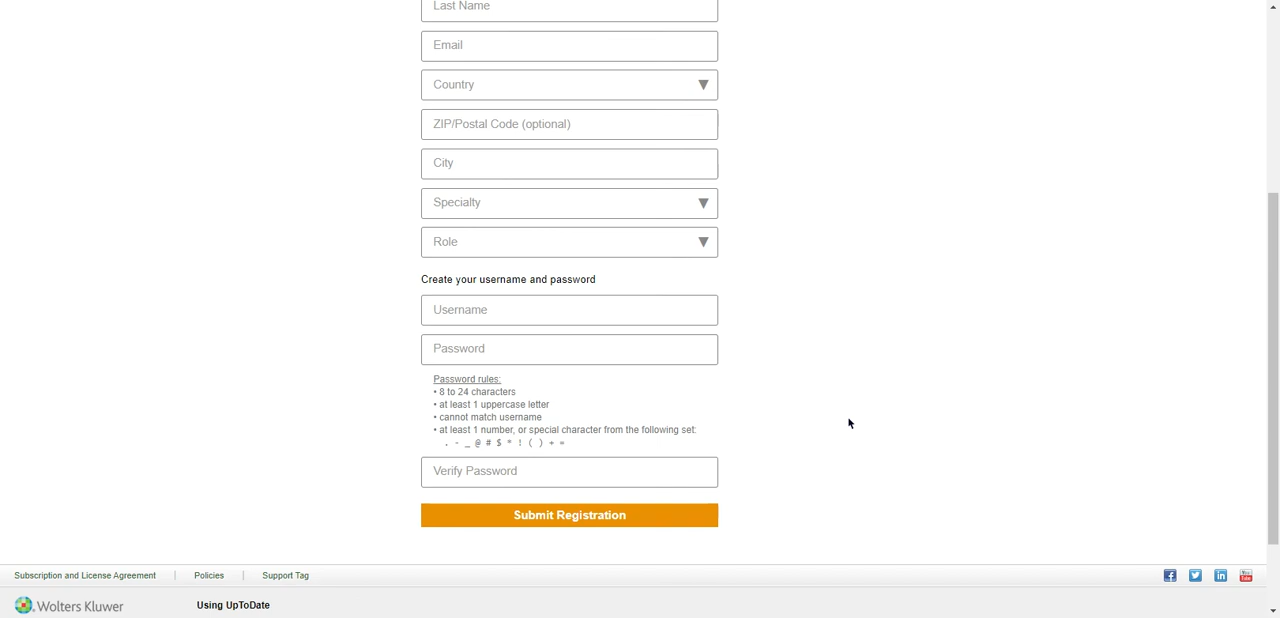 Last Name
Email
Country
ZIP/Postal Code (optional)
City
Specialty
Role
Create your username and password
Username
Password
Password rules:
• 8 to 24 characters
• at least 1 uppercase letter
• cannot match username
• at least 1 number, or special character from the following set:
. - _ @ # $ * ! ( ) + =
Verify Password
Submit Registration
Subscription and License Agreement | Policies | Support Tag
Wolters Kluwer Using UpToDate